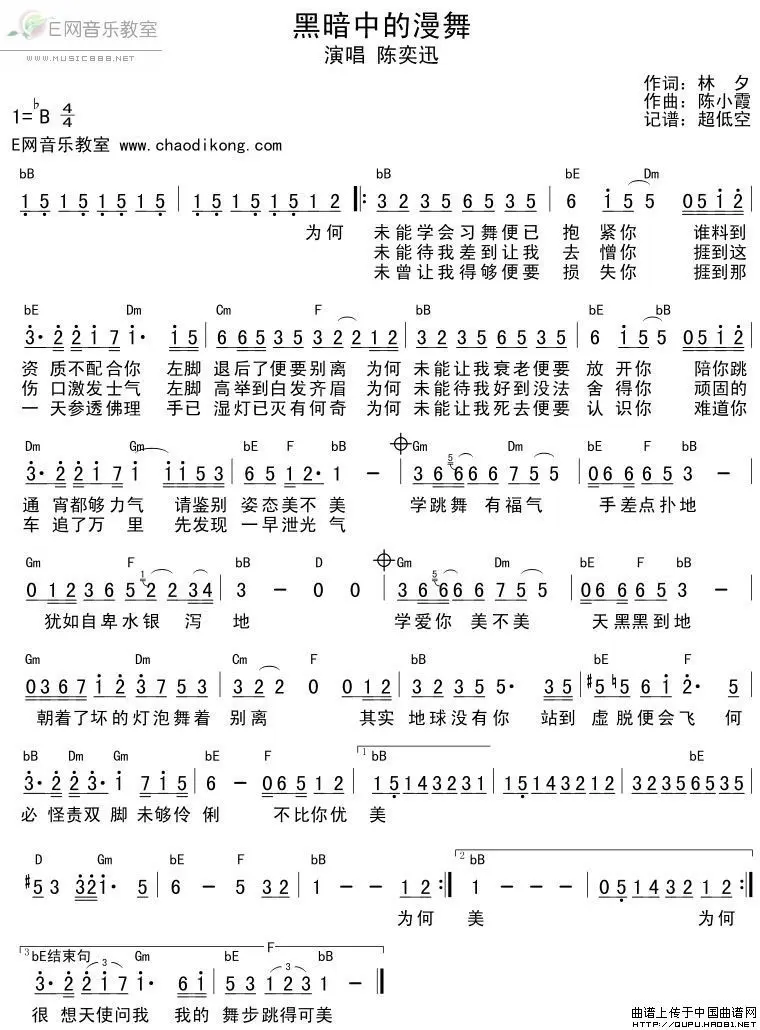 E网音乐教室
WWW.MUSIC888.NET
黑暗中的漫舞
演唱 陈奕迅
作词：林 夕
作曲：陈小霞
记谱：超低空
1=bB 4/4
E网音乐教室 www.chaodikong.com
bB bB bE Dm
1 5 1 5 1 5 1 5 | 1 5 1 5 1 5 1 2 |: 3 2 3 5 6 5 3 5 | 6 i 5 5 0 5 i 2
为何 未能学会习舞便已 抱 紧你 谁料到
未能待我差到让我 去 憎你 捱到这
未曾让我得够便要 损 失你 捱到那
bE Dm Cm F bB bE bB
3· 2 2 i 7 i· i 5 | 6 6 5 3 5 3 2 2 1 2 | 3 2 3 5 6 5 3 5 | 6 i 5 5 0 5 i 2
资 质不配合你 左脚 退后了便要别离 为何 未能让我衰老便要 放 开你 陪你跳
伤 口激发士气 左脚 高举到白发齐眉 为何 未能待我好到没法 舍 得你 顽固的
一 天参透佛理 手已 湿灯已灭有何奇 为何 未能让我死去便要 认 识你 难道你
Dm Gm bE F bB Gm Dm bE F bB
3· 2 2 i 7 i i i 5 3 | 6 5 1 2· 1 - | 3 6 5 6 6 6 7 5 5 | 0 6 6 6 5 3 -
通 宵都够力气 请鉴别 姿态美不美 学跳舞 有福气 手差点扑地
车 追了万 里 先发现 一早泄光气
Gm F bB D Gm Dm bE F bB
0 1 2 3 6 5 1 2 2 3 4 | 3 - 0 0 | 3 6 5 6 6 6 7 5 5 | 0 6 6 6 5 3 -
犹如自卑水银 泻 地 学爱你 美不美 天黑黑到地
Gm Dm Cm F bB bE F
0 3 6 7 i 2 3 7 5 3 | 3 2 2 0 0 1 2 | 3 2 3 5 5· 3 5 | #5 ♮5 6 i 2· 5
朝着了坏的灯泡舞着 别离 其实 地球没有你 站到 虚 脱便会飞 何
bB Dm Gm bE F 1 bB bE
3· 2 2 3· i 7 i 5 | 6 - 0 6 5 1 | 1 5 1 4 3 2 3 1 | 1 5 1 4 3 2 1 2 | 3 2 3 5 6 5 3 5
必 怪责双 脚 未够伶 俐 不比你优 美
D Gm bE F bB 2 bB
#5 3 3 2 i· 5 | 6 - 5 3 2 | 1 - - 1 2 :| 1 - - - | 0 5 1 4 3 2 1 2 :|
为何 美 为何
3 bE结束句 Gm bE F bB
3· 2 2 i 7 i 6 i | 5 3 1 2 3 1 - |
很 想天使问我 我的 舞步跳得可美
曲谱上传于中国曲谱网
@ QUPU.HAO81.NET